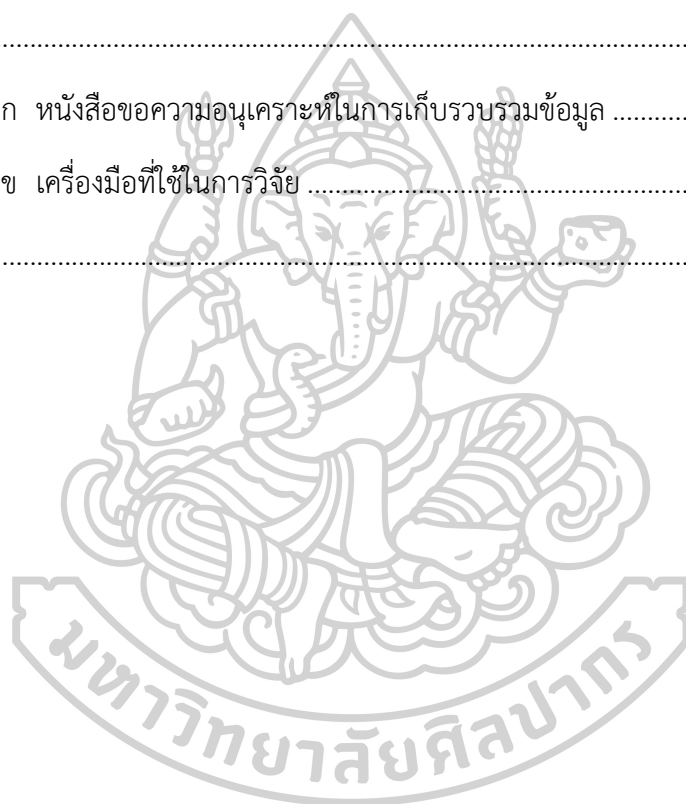 ........................................................................................................
ก หนังสือขอความอนุเคราะห์ในการเก็บรวบรวมข้อมูล ...........
ข เครื่องมือที่ใช้ในการวิจัย ........................................................
........................................................................................................
มหาวิทยาลัยศิลปากร